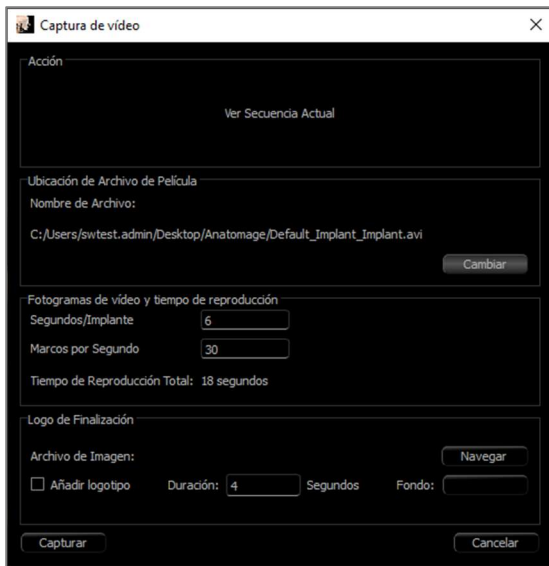 Captura de vídeo
Acción
Ver Secuencia Actual
Ubicación de Archivo de Película
Nombre de Archivo:
C:/Users/swtest.admin/Desktop/Anatomage/Default_Implant_Implant.avi
Cambiar
Fotogramas de vídeo y tiempo de reproducción
Segundos/Implante 6
Marcos por Segundo 30
Tiempo de Reproducción Total: 18 segundos
Logo de Finalización
Archivo de Imagen: Navegar
Añadir logotipo Duración: 4 Segundos Fondo:
Capturar Cancelar